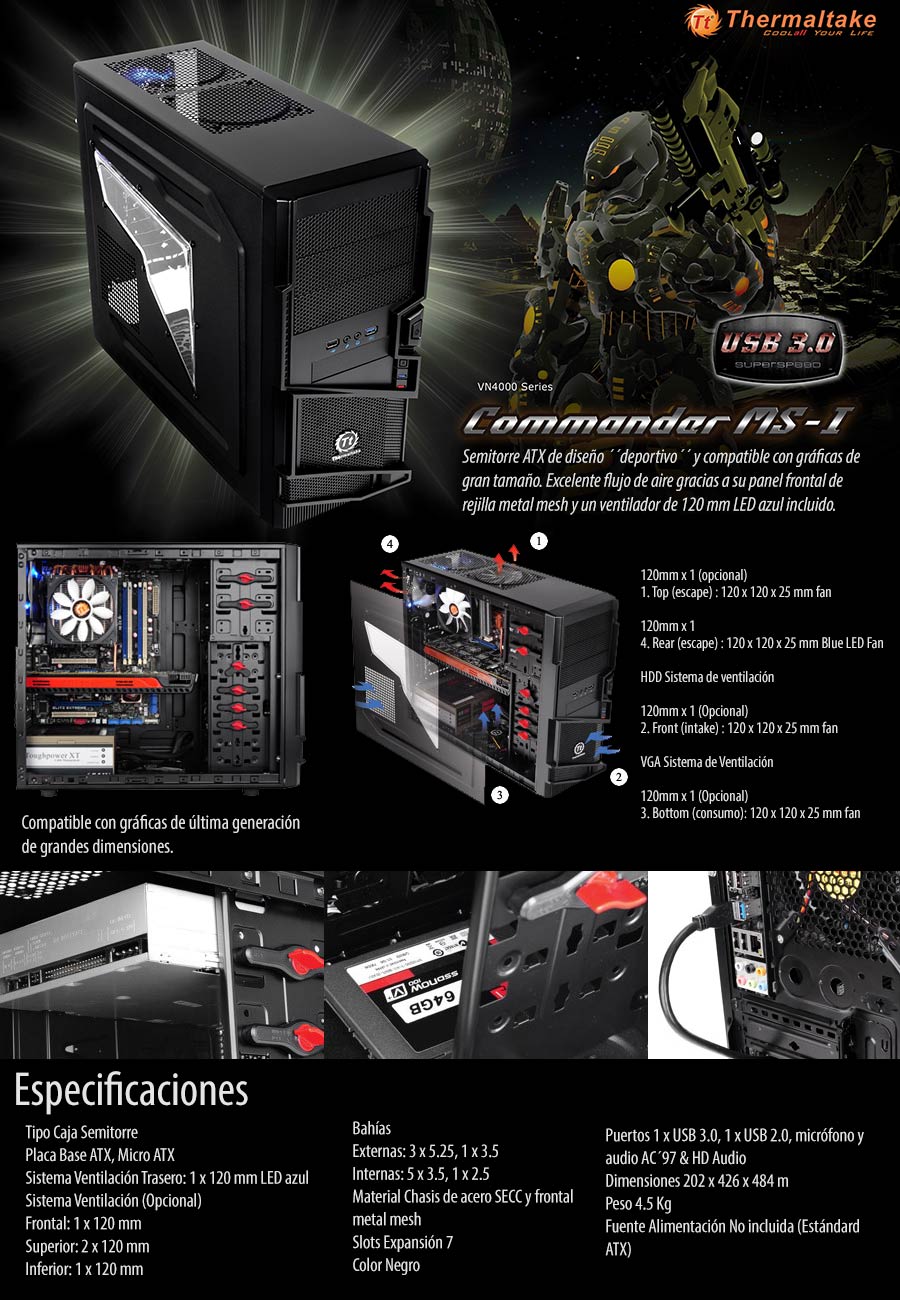 Thermaltake
COOLall YOUR LIFE
USB 3.0
SUPERSPEED
VN4000 Series
Commander MS-I
Semitorre ATX de diseño ´´deportivo´´ y compatible con gráficas de
gran tamaño. Excelente flujo de aire gracias a su panel frontal de
rejilla metal mesh y un ventilador de 120 mm LED azul incluido.
Tt
Thermaltake
Toughpower XT
Compatible con gráficas de última generación
de grandes dimensiones.
4
1
2
3
120mm x 1 (opcional)
1. Top (escape) : 120 x 120 x 25 mm fan
120mm x 1
4. Rear (escape) : 120 x 120 x 25 mm Blue LED Fan
HDD Sistema de ventilación
120mm x 1 (Opcional)
2. Front (intake) : 120 x 120 x 25 mm fan
VGA Sistema de Ventilación
120mm x 1 (Opcional)
3. Bottom (consumo): 120 x 120 x 25 mm fan
SSDNOW
V+
100
64GB
Especificaciones
Tipo Caja Semitorre
Placa Base ATX, Micro ATX
Sistema Ventilación Trasero: 1 x 120 mm LED azul
Sistema Ventilación (Opcional)
Frontal: 1 x 120 mm
Superior: 2 x 120 mm
Inferior: 1 x 120 mm
Bahías
Externas: 3 x 5.25, 1 x 3.5
Internas: 5 x 3.5, 1 x 2.5
Material Chasis de acero SECC y frontal
metal mesh
Slots Expansión 7
Color Negro
Puertos 1 x USB 3.0, 1 x USB 2.0, micrófono y
audio AC´97 & HD Audio
Dimensiones 202 x 426 x 484 m
Peso 4.5 Kg
Fuente Alimentación No incluida (Estándard
ATX)